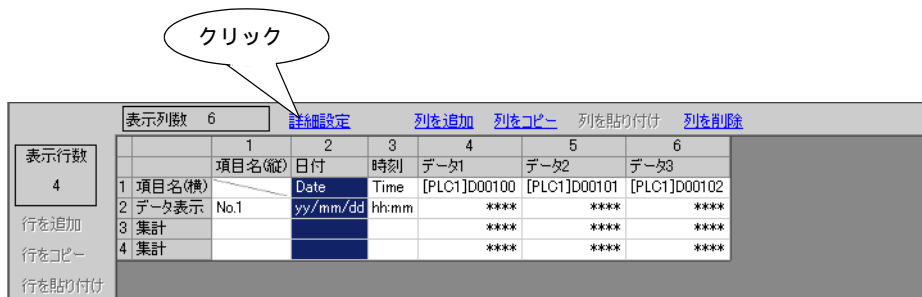 クリック
表示列数 6 詳細設定 列を追加 列をコピー 列を貼り付け 列を削除
表示行数
4
行を追加
行をコピー
行を貼り付け
1 2 3 4 5 6
項目名(縦) 日付 時刻 データ1 データ2 データ3
1 項目名(横) Date Time [PLC1]D00100 [PLC1]D00101 [PLC1]D00102
2 データ表示 No.1 yy/mm/dd hh:mm **** **** ****
3 集計 **** **** ****
4 集計 **** **** ****